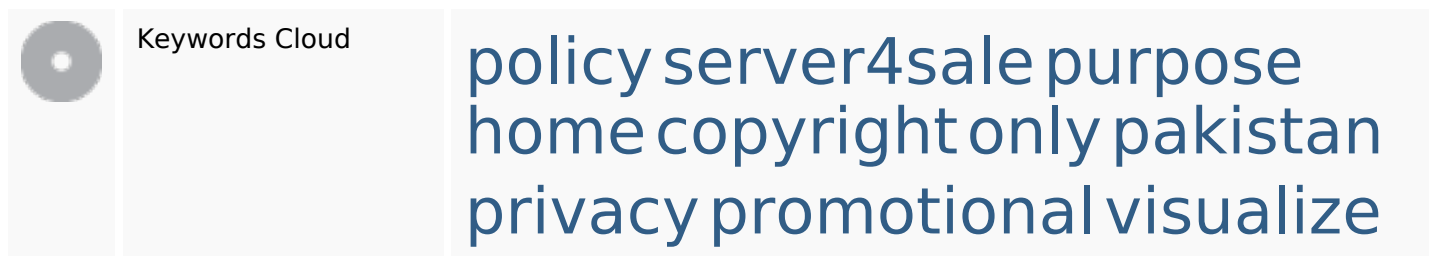 Keywords Cloud
policy server4sale purpose
home copyright only pakistan
privacy promotional visualize